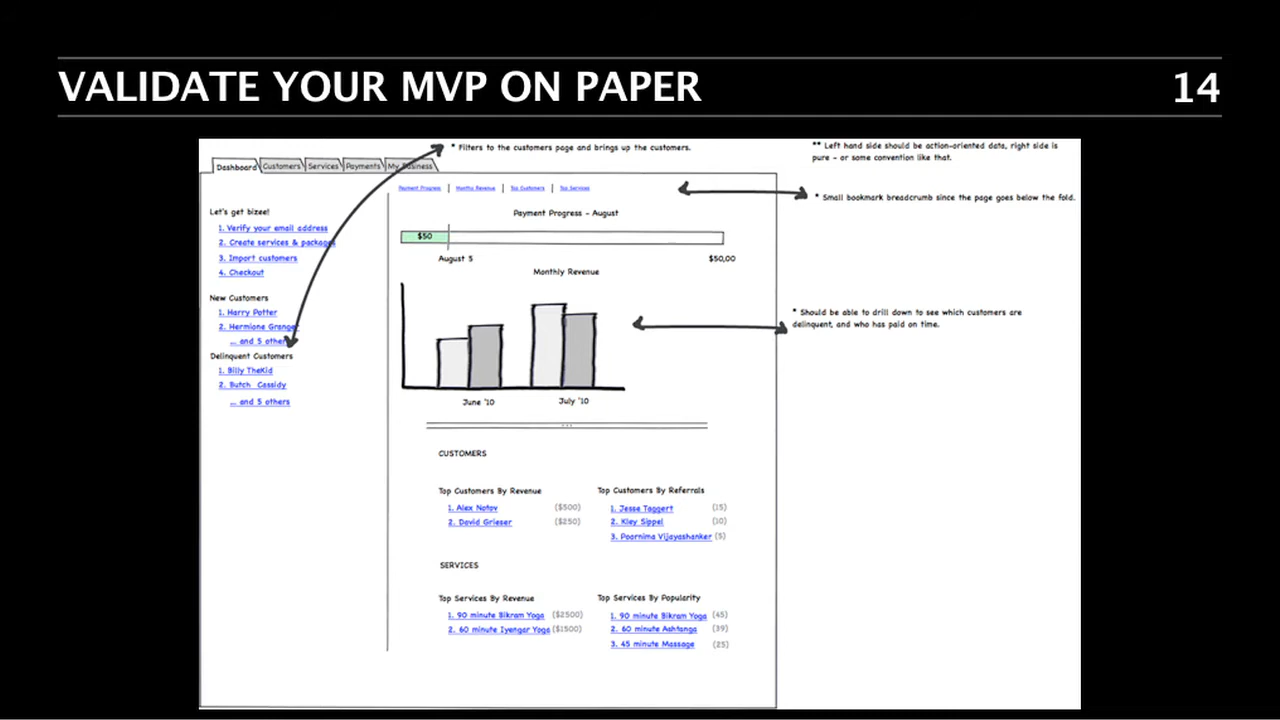 VALIDATE YOUR MVP ON PAPER
14
* Filters to the customers page and brings up the customers.
** Left hand side should be action-oriented data, right side is
pure - or some convention like that.
Dashboard Customers Services Payments My Business
Payment Progress | Monthly Revenue | Top Customers | Top Services
* Small bookmark breadcrumb since the page goes below the fold.
Let's get bizee!
1. Verify your email address
2. Create services & packages
3. Import customers
4. Checkout
New Customers
1. Harry Potter
2. Hermione Granger
... and 5 others
Delinquent Customers
1. Billy TheKid
2. Butch Cassidy
... and 5 others
Payment Progress - August
$50
August 5
$50,00
Monthly Revenue
June '10
July '10
* Should be able to drill down to see which customers are
delinquent, and who has paid on time.
CUSTOMERS
Top Customers By Revenue
1. Alex Notov ($500)
2. David Grieser ($250)
Top Customers By Referrals
1. Jesse Taggert (15)
2. Kley Sippel (10)
3. Poornima Vijayashanker (5)
SERVICES
Top Services By Revenue
1. 90 minute Bikram Yoga ($2500)
2. 60 minute Iyengar Yoga ($1500)
Top Services By Popularity
1. 90 minute Bikram Yoga (45)
2. 60 minute Ashtanga (39)
3. 45 minute Massage (25)